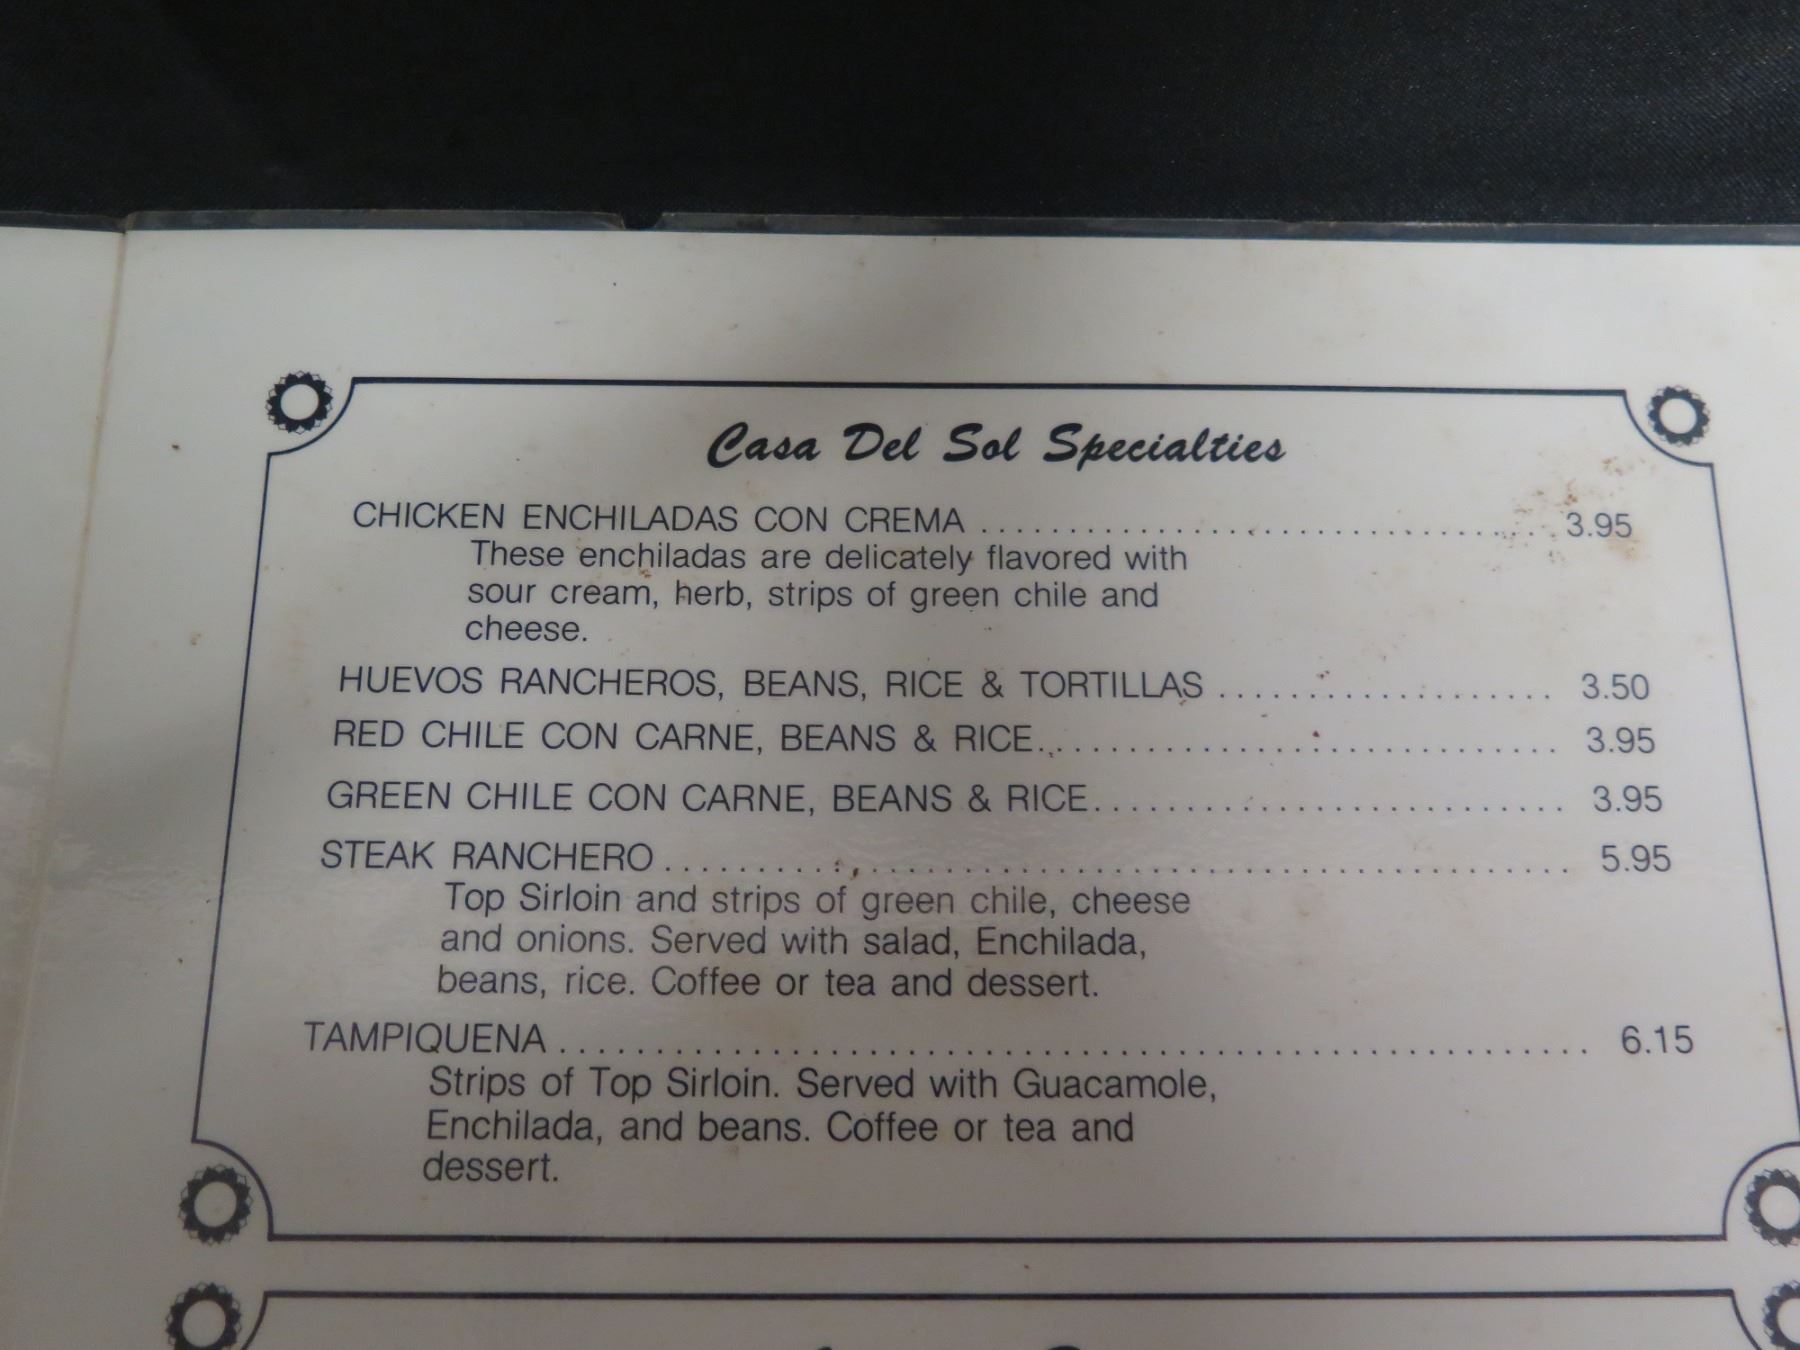 Casa Del Sol Specialties
CHICKEN ENCHILADAS CON CREMA ................................ 3.95
These enchiladas are delicately flavored with
sour cream, herb, strips of green chile and
cheese.
HUEVOS RANCHEROS, BEANS, RICE & TORTILLAS .................. 3.50
RED CHILE CON CARNE, BEANS & RICE............................ 3.95
GREEN CHILE CON CARNE, BEANS & RICE......................... 3.95
STEAK RANCHERO ................................................ 5.95
Top Sirloin and strips of green chile, cheese
and onions. Served with salad, Enchilada,
beans, rice. Coffee or tea and dessert.
TAMPIQUENA ..................................................... 6.15
Strips of Top Sirloin. Served with Guacamole,
Enchilada, and beans. Coffee or tea and
dessert.